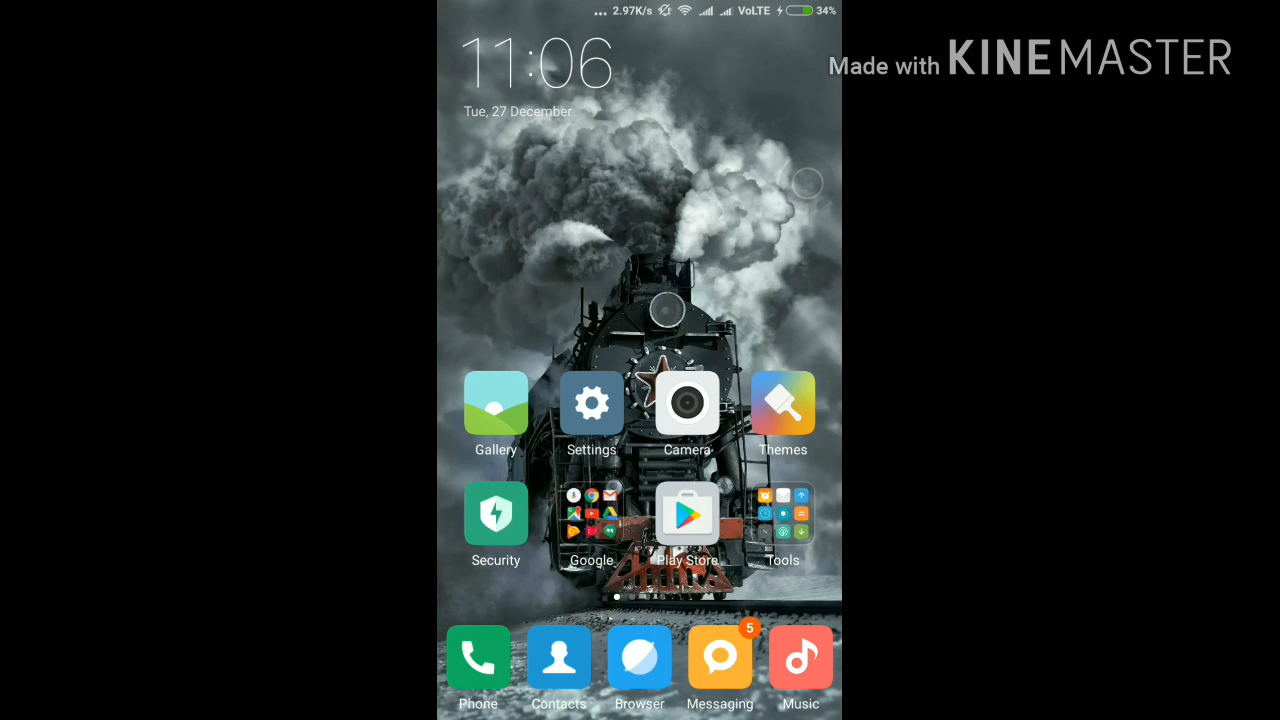 ... 2.97K/s VoLTE 34%
Made with KINEMASTER
11:06
Tue, 27 December
Gallery Settings Camera Themes
Security Google Play Store Tools
5
Phone Contacts Browser Messaging Music